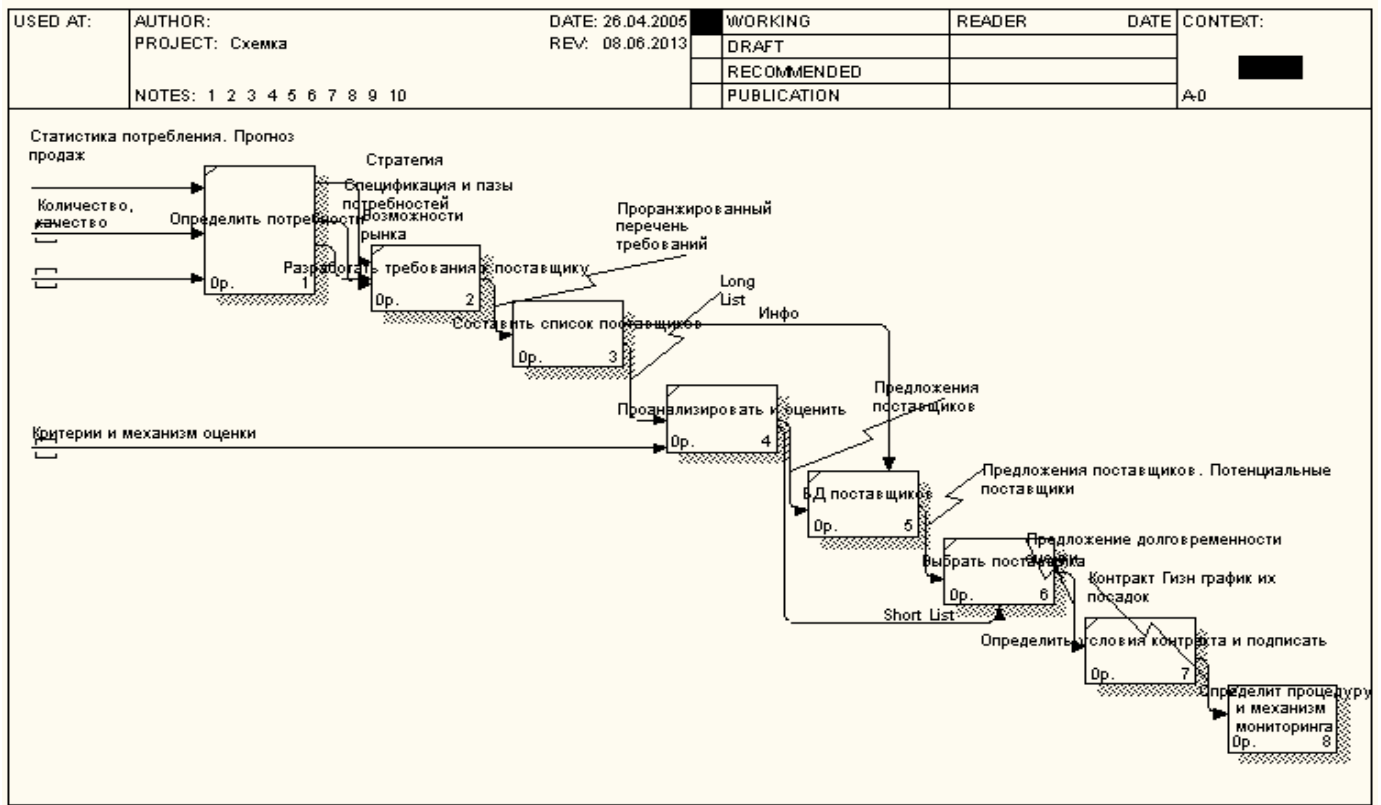 USED AT:
AUTHOR:
DATE: 26.04.2005
PROJECT: Схемка
REV: 08.06.2013
NOTES: 1 2 3 4 5 6 7 8 9 10
WORKING
DRAFT
RECOMMENDED
PUBLICATION
READER
DATE
CONTEXT:
A-0
Статистика потребления. Прогноз
продаж
Количество,
качество
Определить потребности
0р. 1
Стратегия
Спецификация и пазы
потребностей
Возможности
рынка
Разработать требования к поставщику
0р. 2
Проранжированный
перечень
требований
Составить список поставщиков
0р. 3
Long
List
Инфо
Проанализировать и оценить
0р. 4
Критерии и механизм оценки
Предложения
поставщиков
БД поставщиков
0р. 5
Предложения поставщиков. Потенциальные
поставщики
Выбрать поставщика
0р. 6
Short List
Предложение долговременности
Контракт Гизн график их
посадок
Определить условия контракта и подписать
0р. 7
Определит процедуру
и механизм
мониторинга
0р. 8